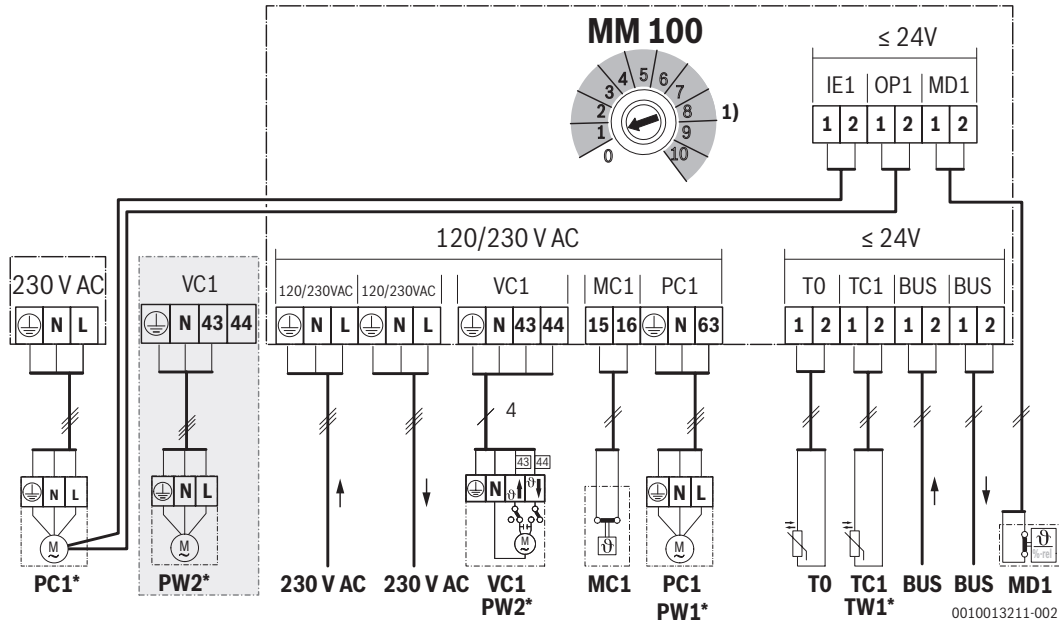 MM 100
0 1 2 3 4 5 6 7 8 9 10
1)
≤ 24V
IE1 OP1 MD1
1 2 1 2 1 2
120/230 V AC
≤ 24V
230 V AC
N L
VC1
N 43 44
120/230VAC 120/230VAC VC1 MC1 PC1
N L N L N 43 44 15 16 N 63
T0 TC1 BUS BUS
1 2 1 2 1 2 1 2
4
43 44
N L
M
~
N L
M
~
N ϑ ϑ
M
~
ϑ
N L
M
~
ϑ
%-rel
PC1*
PW2*
230 V AC
230 V AC
VC1
PW2*
MC1
PC1
PW1*
T0
TC1
TW1*
BUS
BUS
MD1
0010013211-002